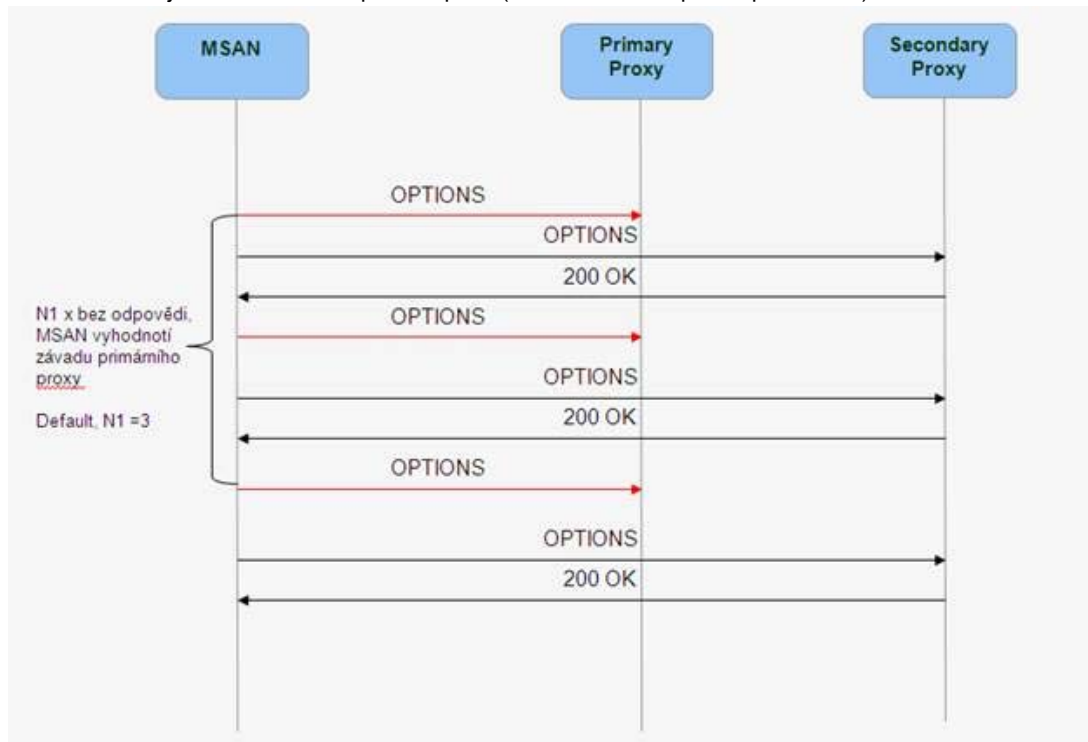 MSAN
Primary
Proxy
Secondary
Proxy
OPTIONS
OPTIONS
200 OK
N1 x bez odpovědi,
MSAN vyhodnotí
závadu primárního
proxy
Default, N1 =3
OPTIONS
OPTIONS
200 OK
OPTIONS
OPTIONS
200 OK